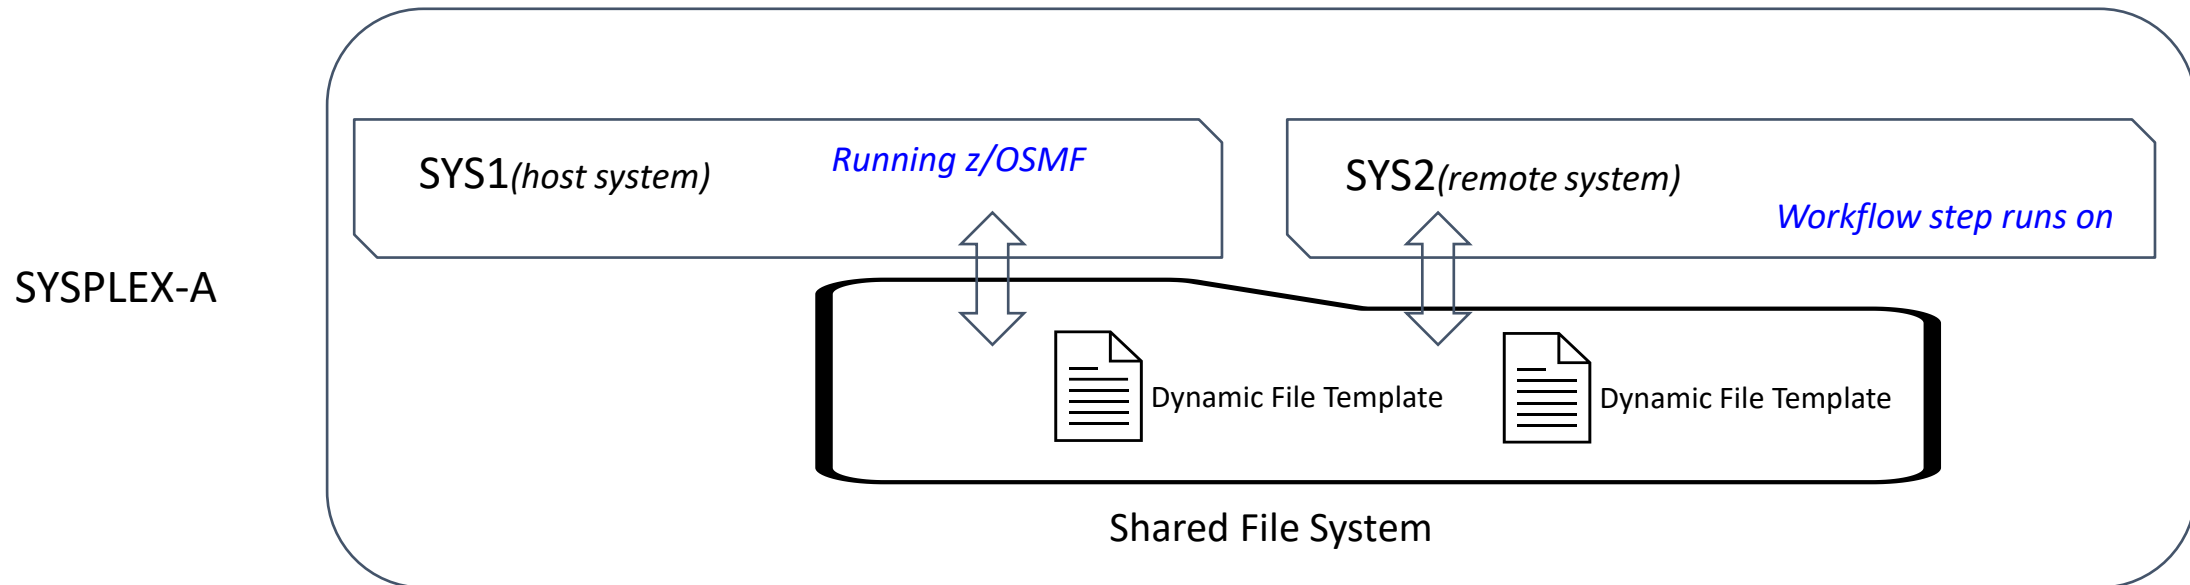 SYS1(host system)
Running z/OSMF
SYS2(remote system)
Workflow step runs on
SYSPLEX-A
Dynamic File Template
Dynamic File Template
Shared File System